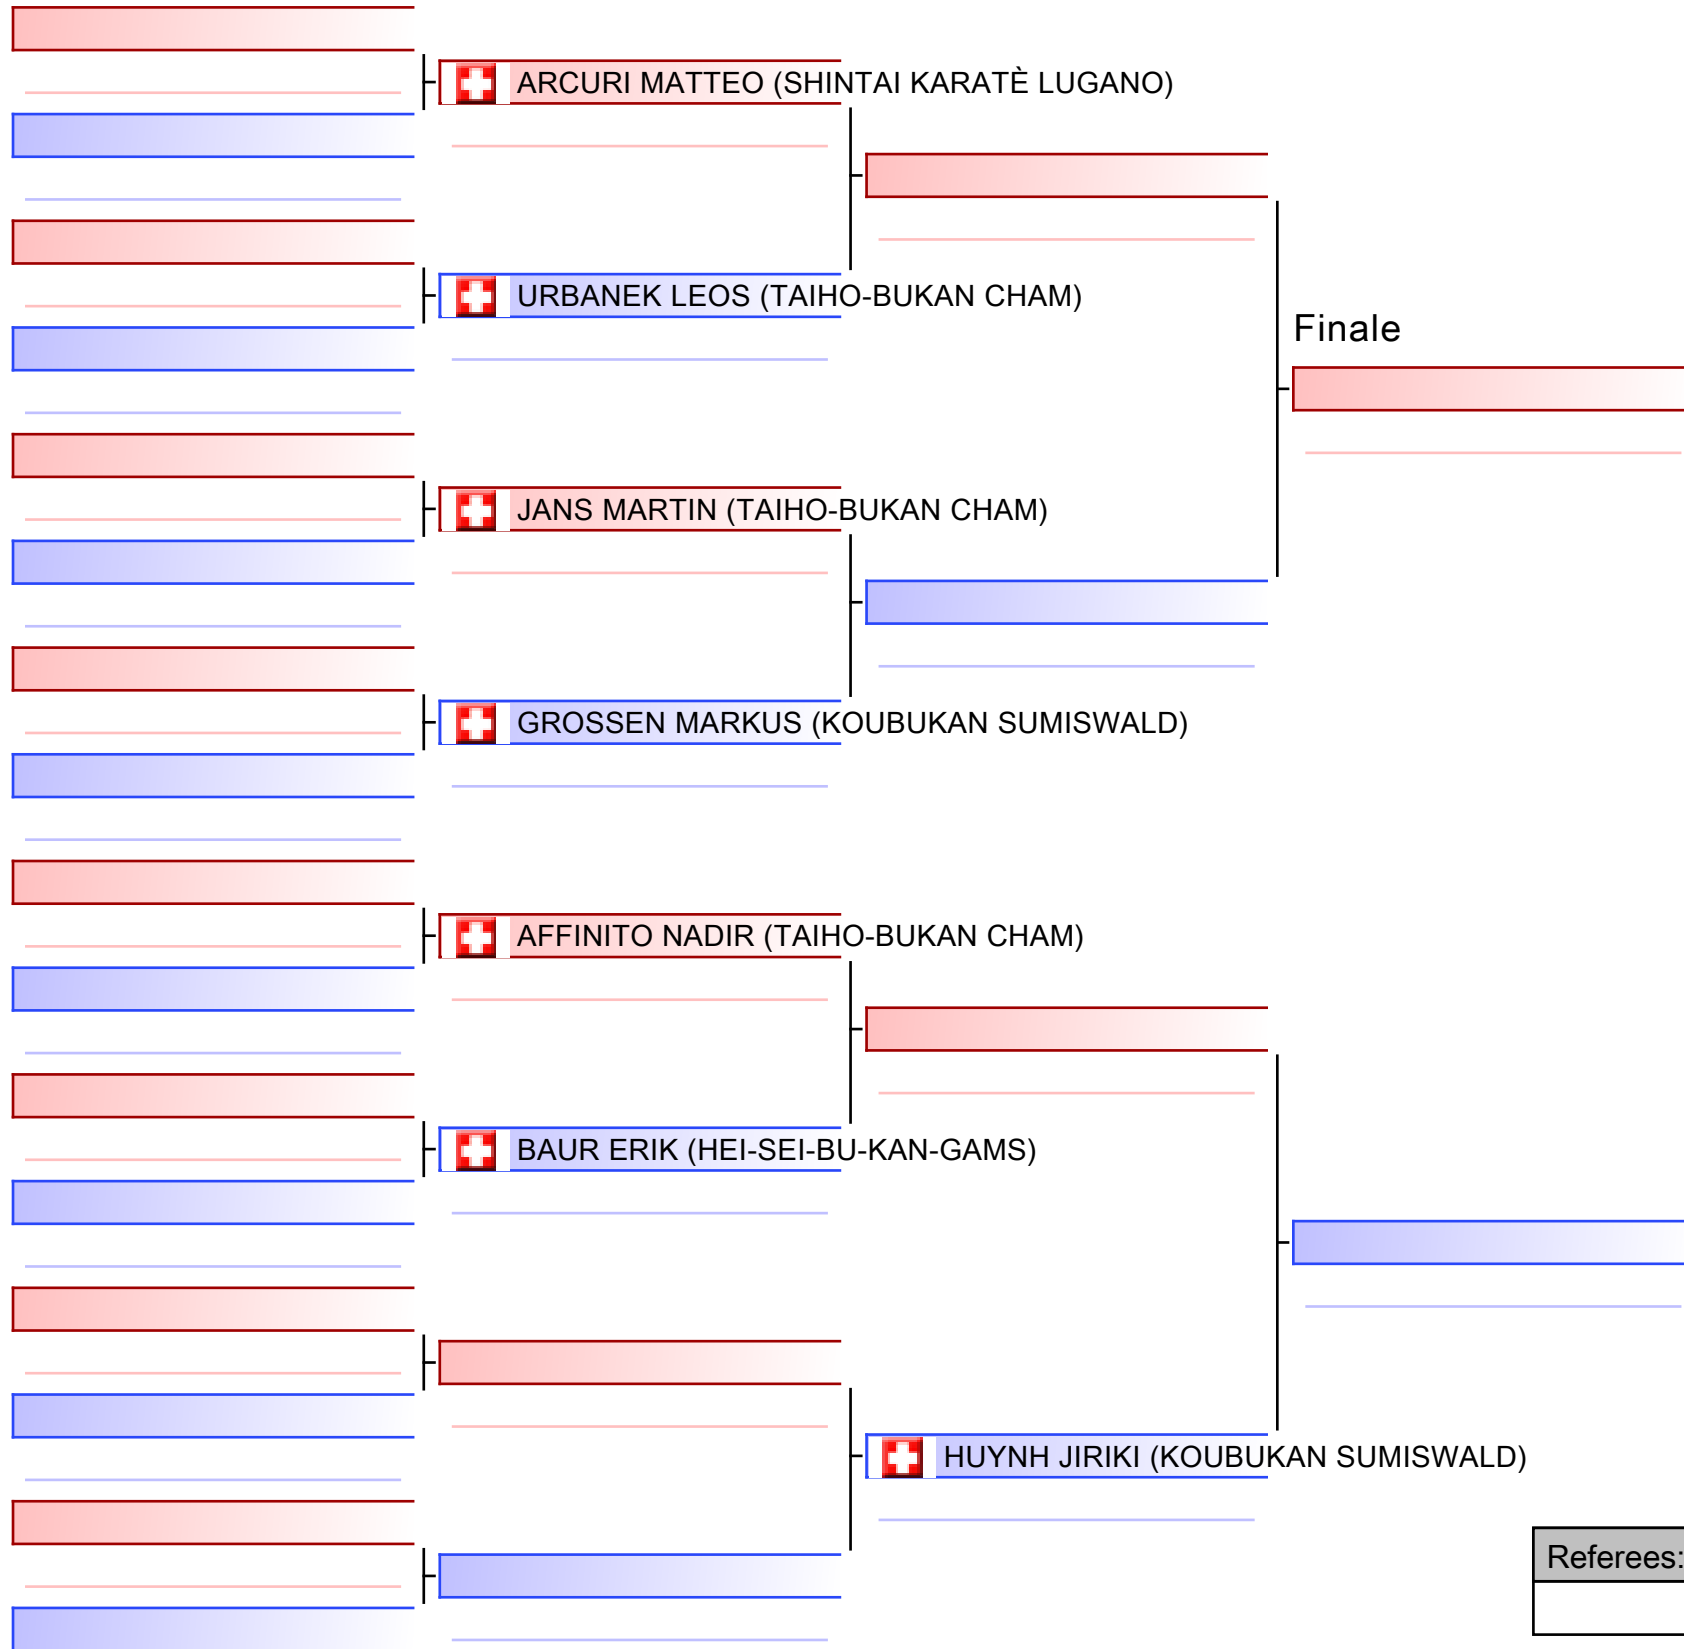 ARCURI MATTEO (SHINTAI KARATÈ LUGANO)
URBANEK LEOS (TAIHO-BUKAN CHAM)
Finale
JANS MARTIN (TAIHO-BUKAN CHAM)
GROSSEN MARKUS (KOUBUKAN SUMISWALD)
AFFINITO NADIR (TAIHO-BUKAN CHAM)
BAUR ERIK (HEI-SEI-BU-KAN-GAMS)
HUYNH JIRIKI (KOUBUKAN SUMISWALD)
Referees: